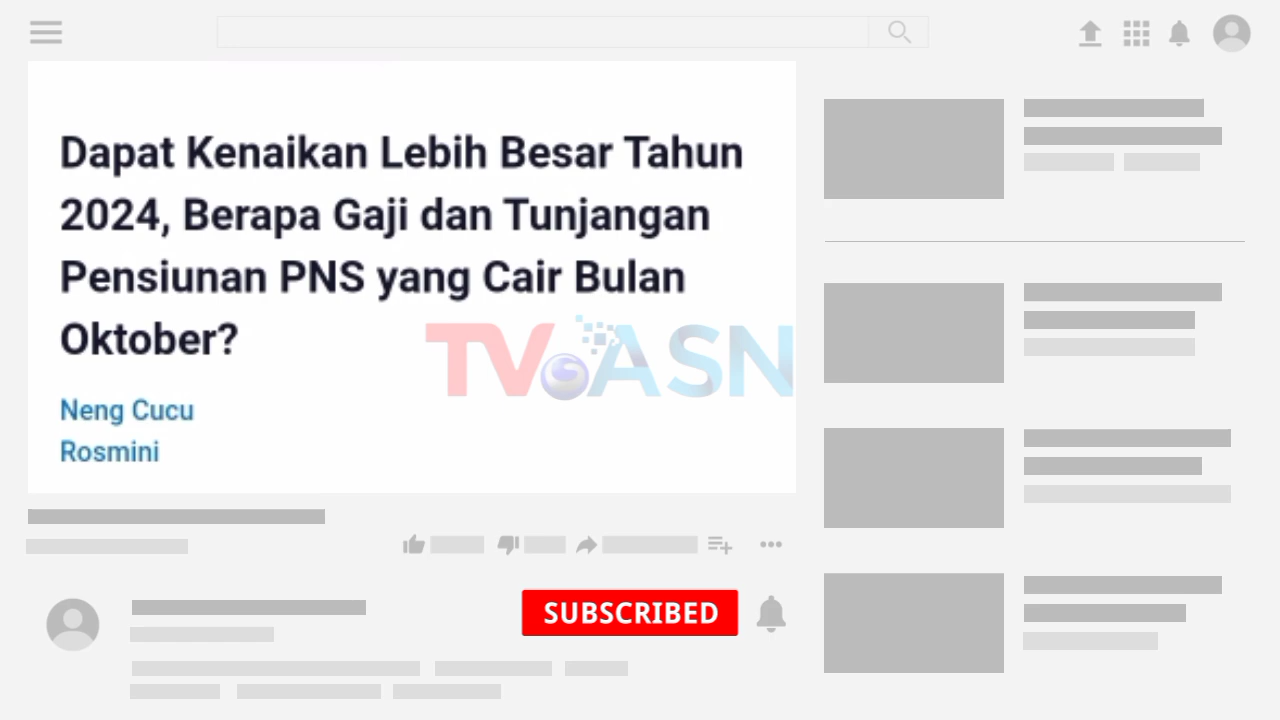 Dapat Kenaikan Lebih Besar Tahun
2024, Berapa Gaji dan Tunjangan
Pensiunan PNS yang Cair Bulan
Oktober?
TV ASN
Neng Cucu
Rosmini
SUBSCRIBED